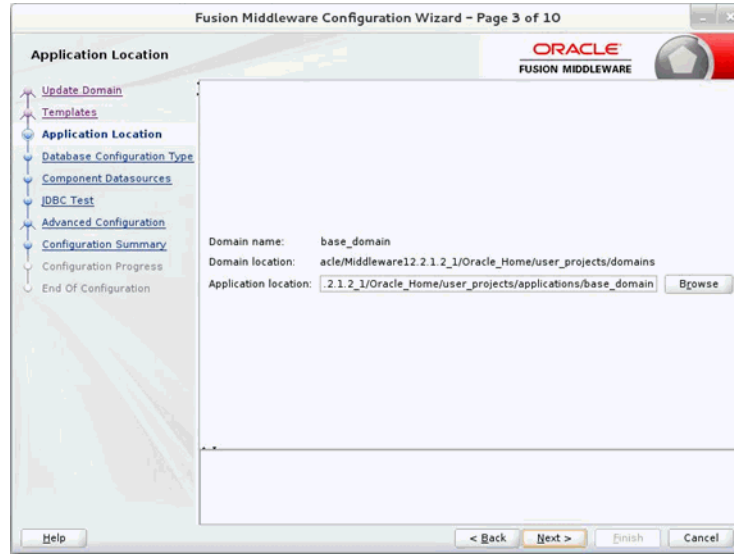 Fusion Middleware Configuration Wizard - Page 3 of 10
Application Location
ORACLE
FUSION MIDDLEWARE
Update Domain
Templates
Application Location
Database Configuration Type
Component Datasources
JDBC Test
Advanced Configuration
Configuration Summary
Configuration Progress
End Of Configuration
Domain name: base_domain
Domain location: acle/Middleware12.2.1.2_1/Oracle_Home/user_projects/domains
Application location: .2.1.2_1/Oracle_Home/user_projects/applications/base_domain Browse
Help < Back Next > Finish Cancel